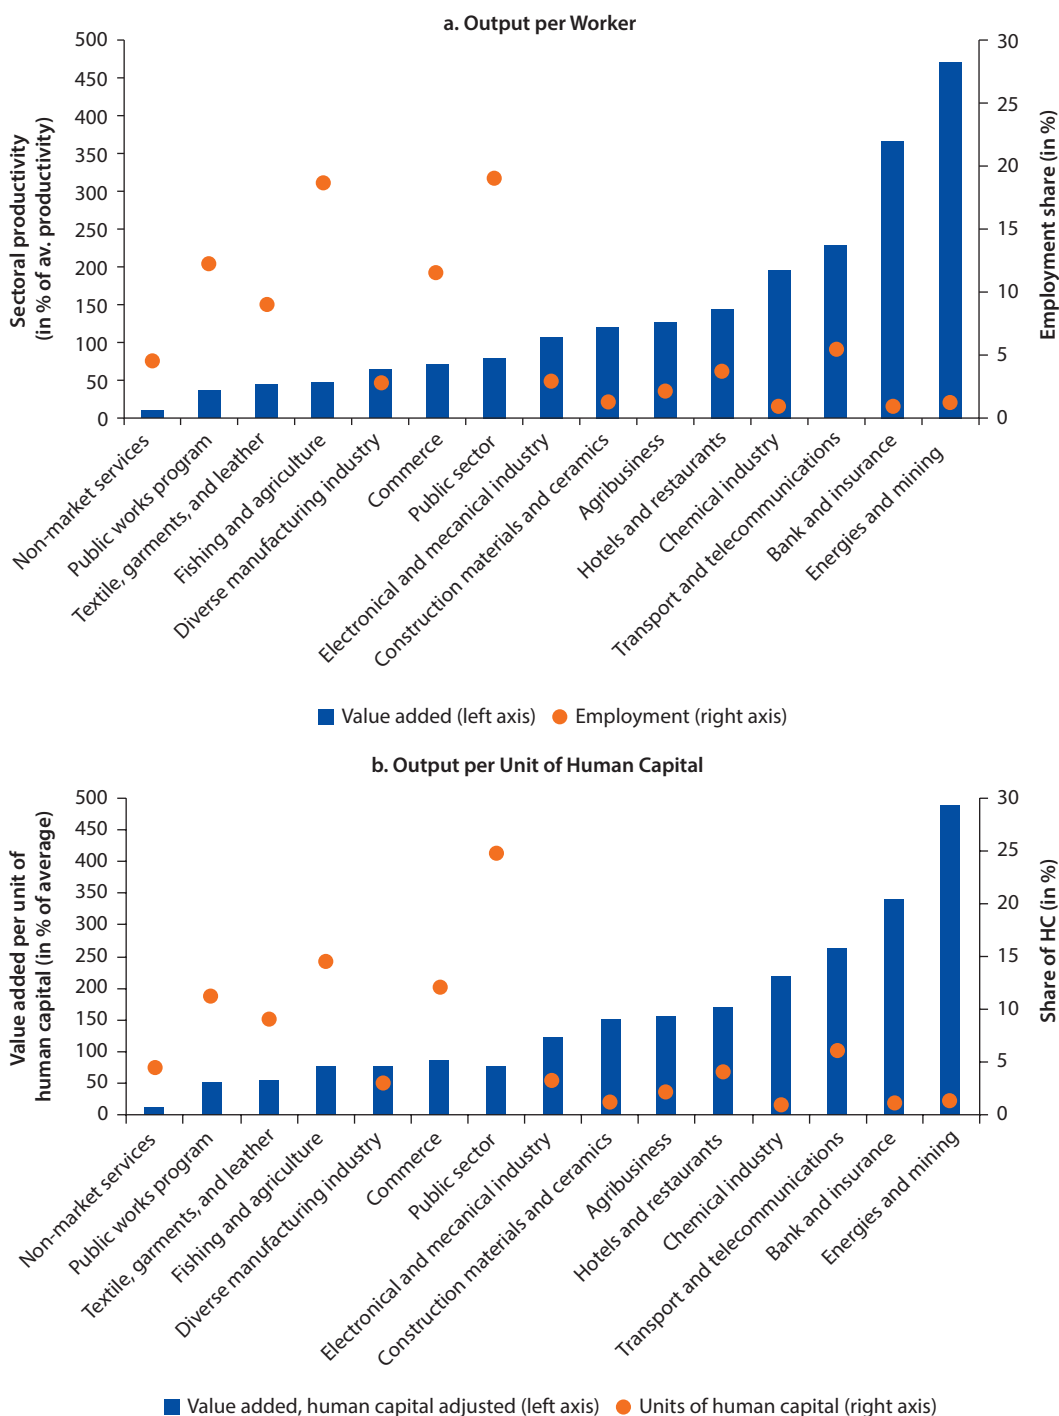 a. Output per Worker
500
450
400
350
300
250
200
150
100
50
0
30
25
20
15
10
5
0
Sectoral productivity
(in % of av. productivity)
Employment share (in %)
Non-market services
Public works program
Textile, garments, and leather
Fishing and agriculture
Diverse manufacturing industry
Commerce
Public sector
Electronical and mecanical industry
Construction materials and ceramics
Agribusiness
Hotels and restaurants
Chemical industry
Transport and telecommunications
Bank and insurance
Energies and mining
Value added (left axis) Employment (right axis)
b. Output per Unit of Human Capital
500
450
400
350
500
300
250
200
150
100
50
0
30
25
20
15
10
5
0
Value added per unit of
human capital (in % of average)
Share of HC (in %)
Non-market services
Public works program
Textile, garments, and leather
Fishing and agriculture
Diverse manufacturing industry
Commerce
Public sector
Electronical and mecanical industry
Construction materials and ceramics
Agribusiness
Hotels and restaurants
Chemical industry
Transport and telecommunications
Bank and insurance
Energies and mining
Value added, human capital adjusted (left axis) Units of human capital (right axis)